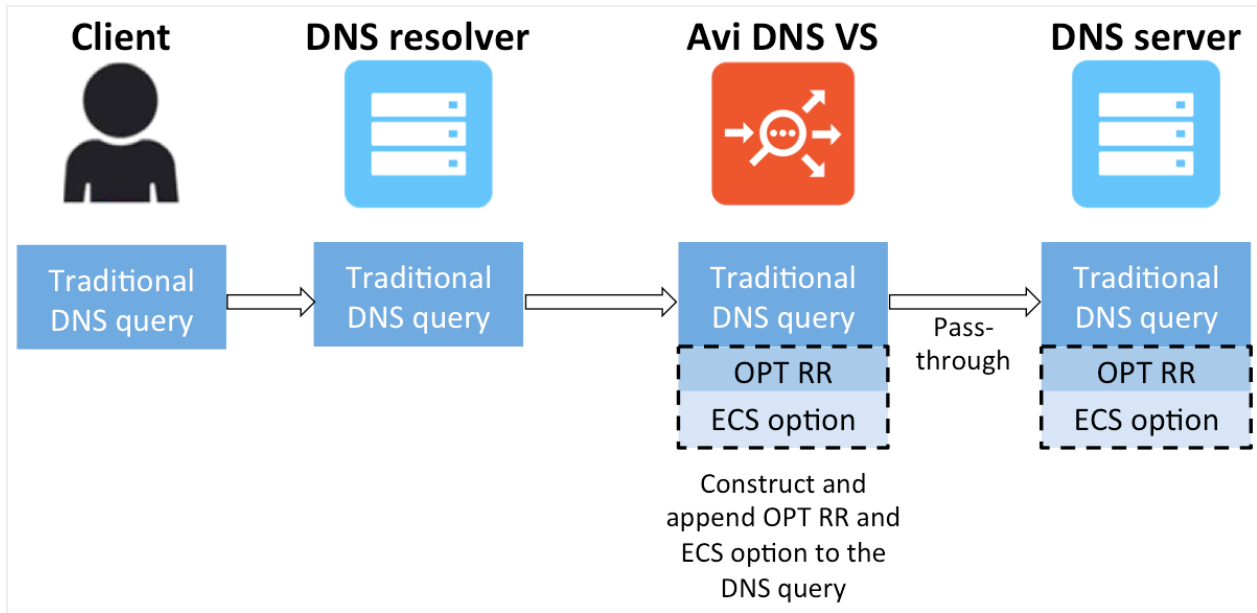 Client
DNS resolver
Avi DNS VS
DNS server
Traditional
DNS query
Traditional
DNS query
Traditional
DNS query
OPT RR
ECS option
Pass-
through
Traditional
DNS query
OPT RR
ECS option
Construct and
append OPT RR and
ECS option to the
DNS query